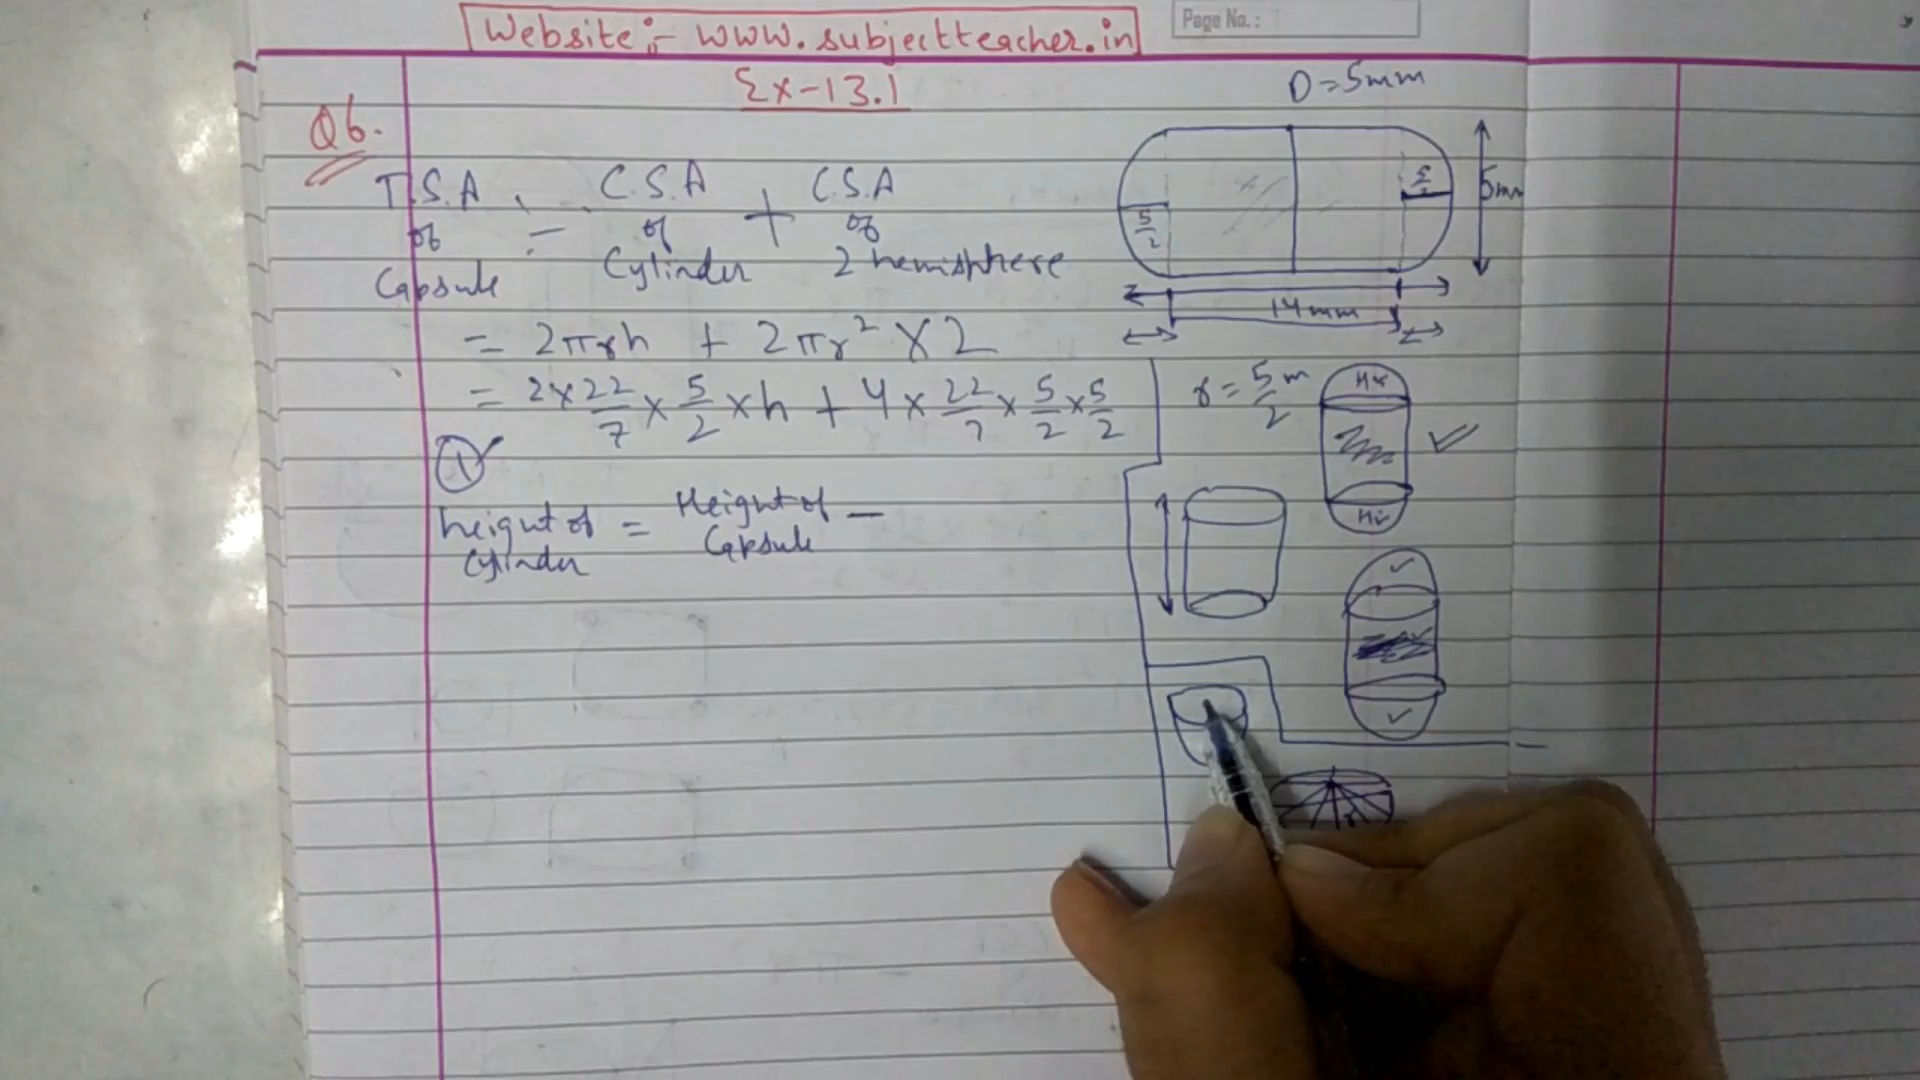 Website:- www.subjectteacher.in
Page No.:
Ex-13.1
D=5mm
Q6.
T.S.A of Capsule = C.S.A of Cylinder + C.S.A of 2 hemisphere
5/2
5/2
5mm
14mm
= 2πrh + 2πr² × 2
= 2×22/7 × 5/2 × h + 4 × 22/7 × 5/2 × 5/2
r = 5/2 m
Hr
Hr
1
height of Cylinder = Height of Capsule –
r